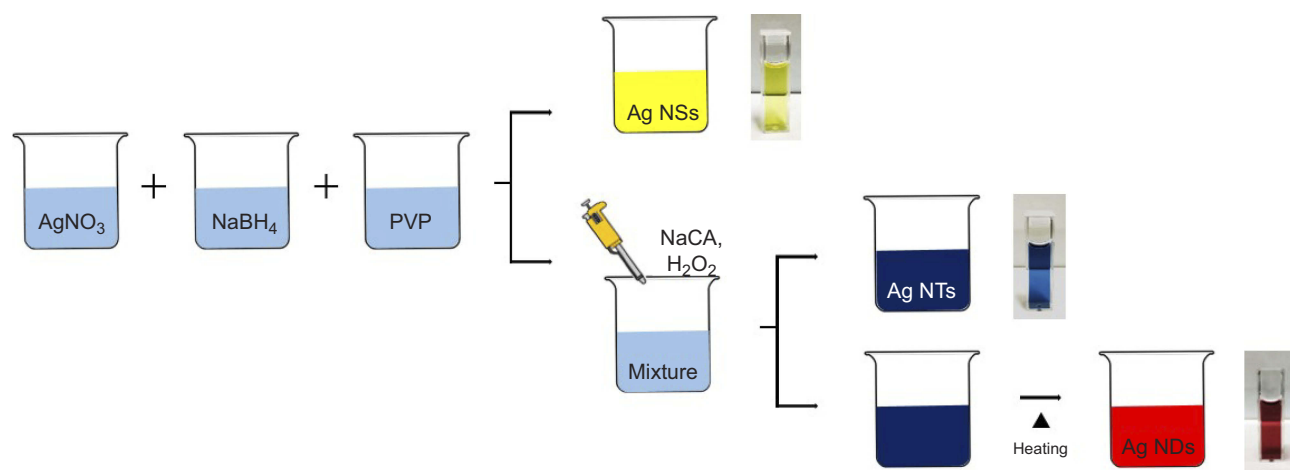 Ag NSs
AgNO₃
+
NaBH₄
+
PVP
NaCA,
H₂O₂
Mixture
Ag NTs
Heating
Ag NDs